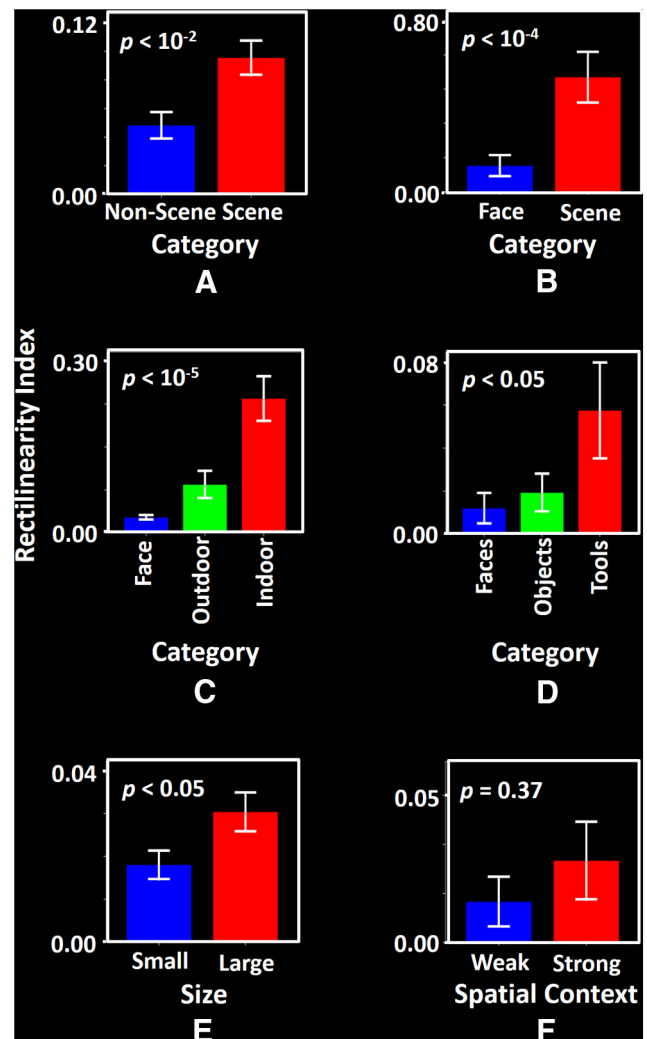 0.12
p < 10-2
0.00
Non-Scene Scene
Category
A
0.80
p < 10-4
0.00
Face Scene
Category
B
Rectilinearity Index
0.30
p < 10-5
0.00
Face
Outdoor
Indoor
Category
C
0.08
p < 0.05
0.00
Faces
Objects
Tools
Category
D
0.04
p < 0.05
0.00
Small Large
Size
E
0.05
p = 0.37
0.00
Weak Strong
Spatial Context
F